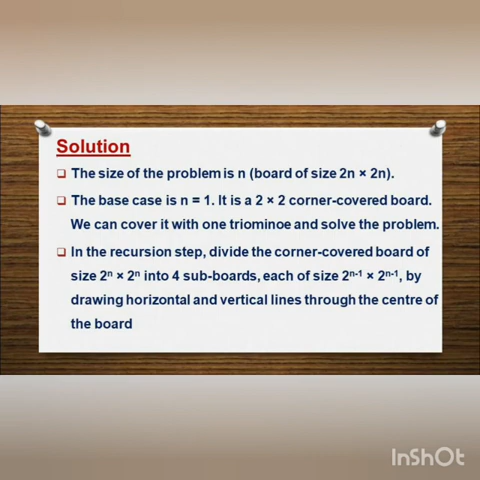 Solution
❑ The size of the problem is n (board of size 2n × 2n).
❑ The base case is n = 1. It is a 2 × 2 corner-covered board.
We can cover it with one triominoe and solve the problem.
❑ In the recursion step, divide the corner-covered board of
size 2ⁿ × 2ⁿ into 4 sub-boards, each of size 2ⁿ⁻¹ × 2ⁿ⁻¹, by
drawing horizontal and vertical lines through the centre of
the board
InShOt